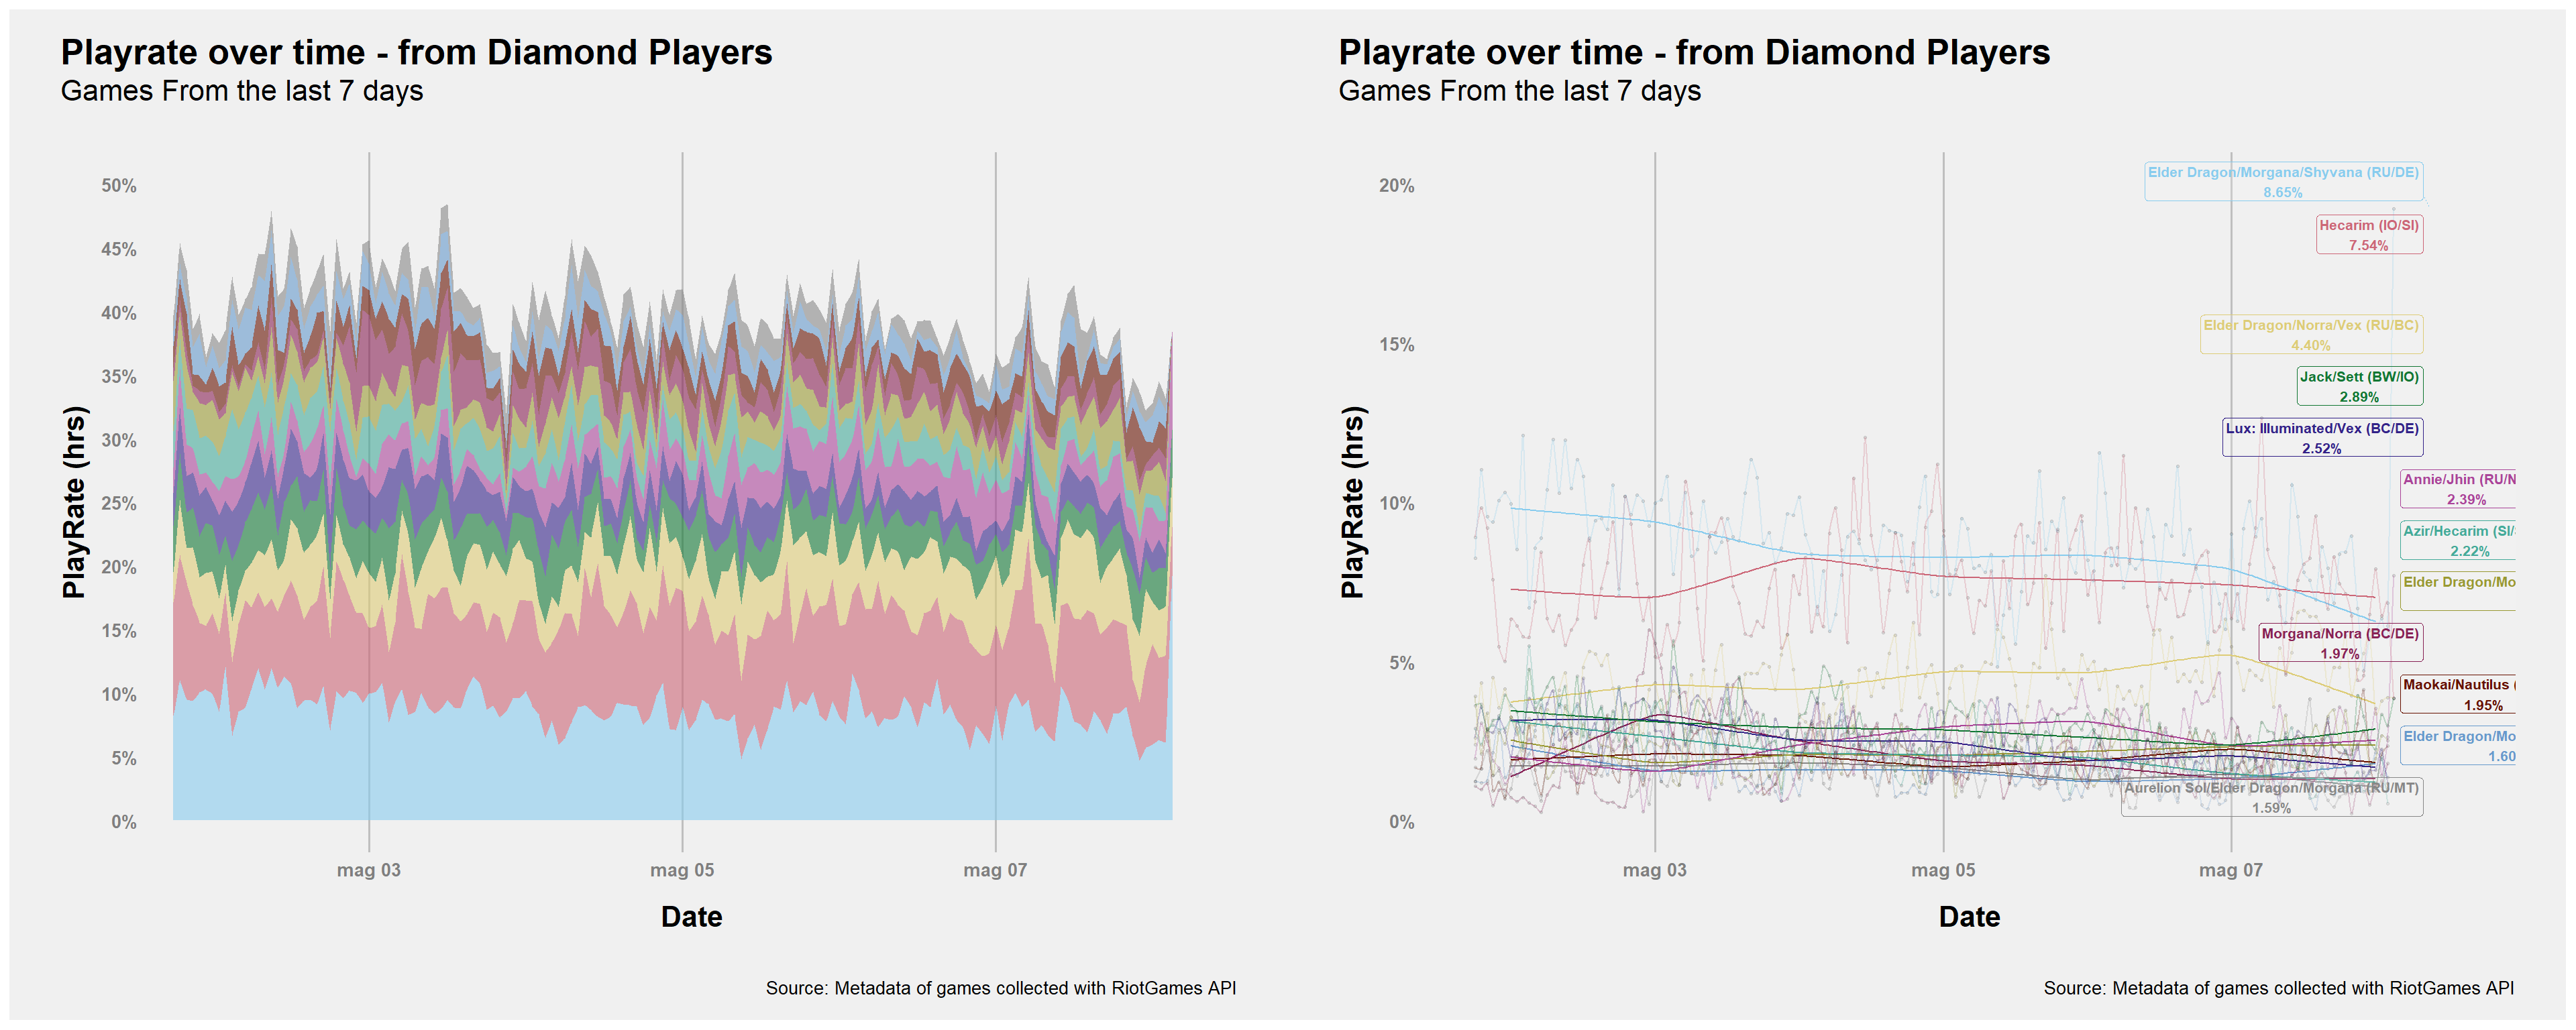 Playrate over time - from Diamond Players
Games From the last 7 days
50%
45%
40%
35%
30%
25%
20%
15%
10%
5%
0%
PlayRate (hrs)
mag 03
mag 05
mag 07
Date
Source: Metadata of games collected with RiotGames API
Playrate over time - from Diamond Players
Games From the last 7 days
20%
15%
10%
5%
0%
PlayRate (hrs)
Elder Dragon/Morgana/Shyvana (RU/DE)
8.65%
Hecarim (IO/SI)
7.54%
Elder Dragon/Norra/Vex (RU/BC)
4.40%
Jack/Sett (BW/IO)
2.89%
Lux: Illuminated/Vex (BC/DE)
2.52%
Annie/Jhin (RU/N
2.39%
Azir/Hecarim (SI/
2.22%
Elder Dragon/Mo
Morgana/Norra (BC/DE)
1.97%
Maokai/Nautilus (
1.95%
Elder Dragon/Mo
1.60
Aurelion Sol/Elder Dragon/Morgana (RU/MT)
1.59%
mag 03
mag 05
mag 07
Date
Source: Metadata of games collected with RiotGames API